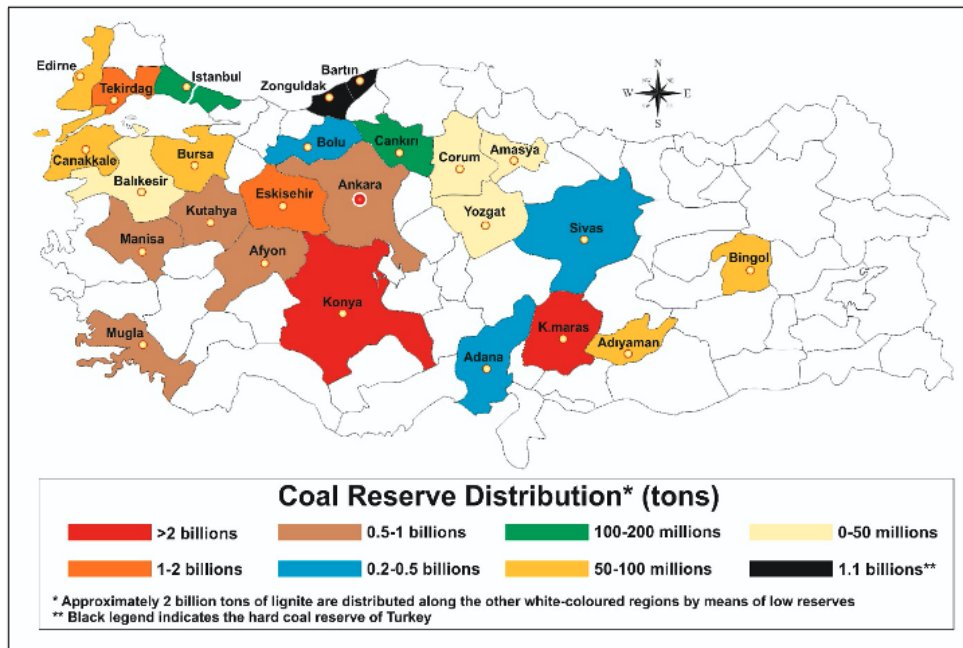 Edirne
Tekirdag
Istanbul
Zonguldak
Bartın
N
W
E
S
Canakkale
Bursa
Balıkesir
Bolu
Cankırı
Corum
Amasya
Eskisehir
Ankara
Kutahya
Yozgat
Sivas
Manisa
Afyon
Bingol
Konya
K.maras
Mugla
Adana
Adıyaman
Coal Reserve Distribution* (tons)
>2 billions
0.5-1 billions
100-200 millions
0-50 millions
1-2 billions
0.2-0.5 billions
50-100 millions
1.1 billions**
* Approximately 2 billion tons of lignite are distributed along the other white-coloured regions by means of low reserves
** Black legend indicates the hard coal reserve of Turkey